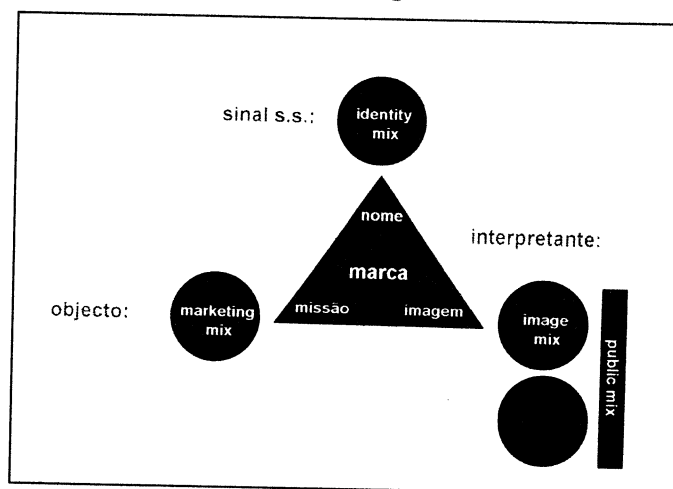 sinal s.s.:
identity
mix
nome
interpretante:
marca
objecto:
marketing
mix
missão
imagem
image
mix
public mix